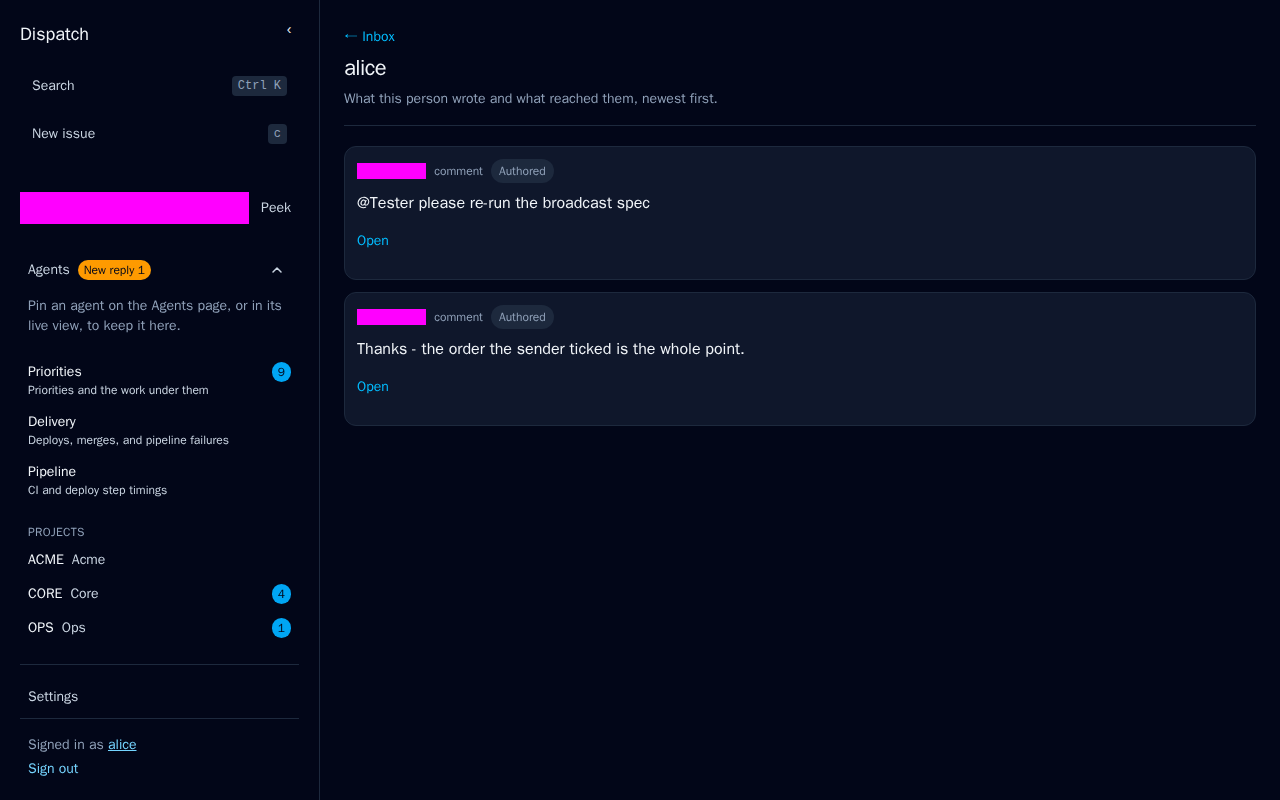 Dispatch
‹
Search
Ctrl K
New issue
C
Peek
Agents
New reply 1
Pin an agent on the Agents page, or in its
live view, to keep it here.
Priorities
9
Priorities and the work under them
Delivery
Deploys, merges, and pipeline failures
Pipeline
CI and deploy step timings
PROJECTS
ACME Acme
CORE Core
4
OPS Ops
1
Settings
Signed in as alice
Sign out
← Inbox
alice
What this person wrote and what reached them, newest first.
comment
Authored
@Tester please re-run the broadcast spec
Open
comment
Authored
Thanks - the order the sender ticked is the whole point.
Open